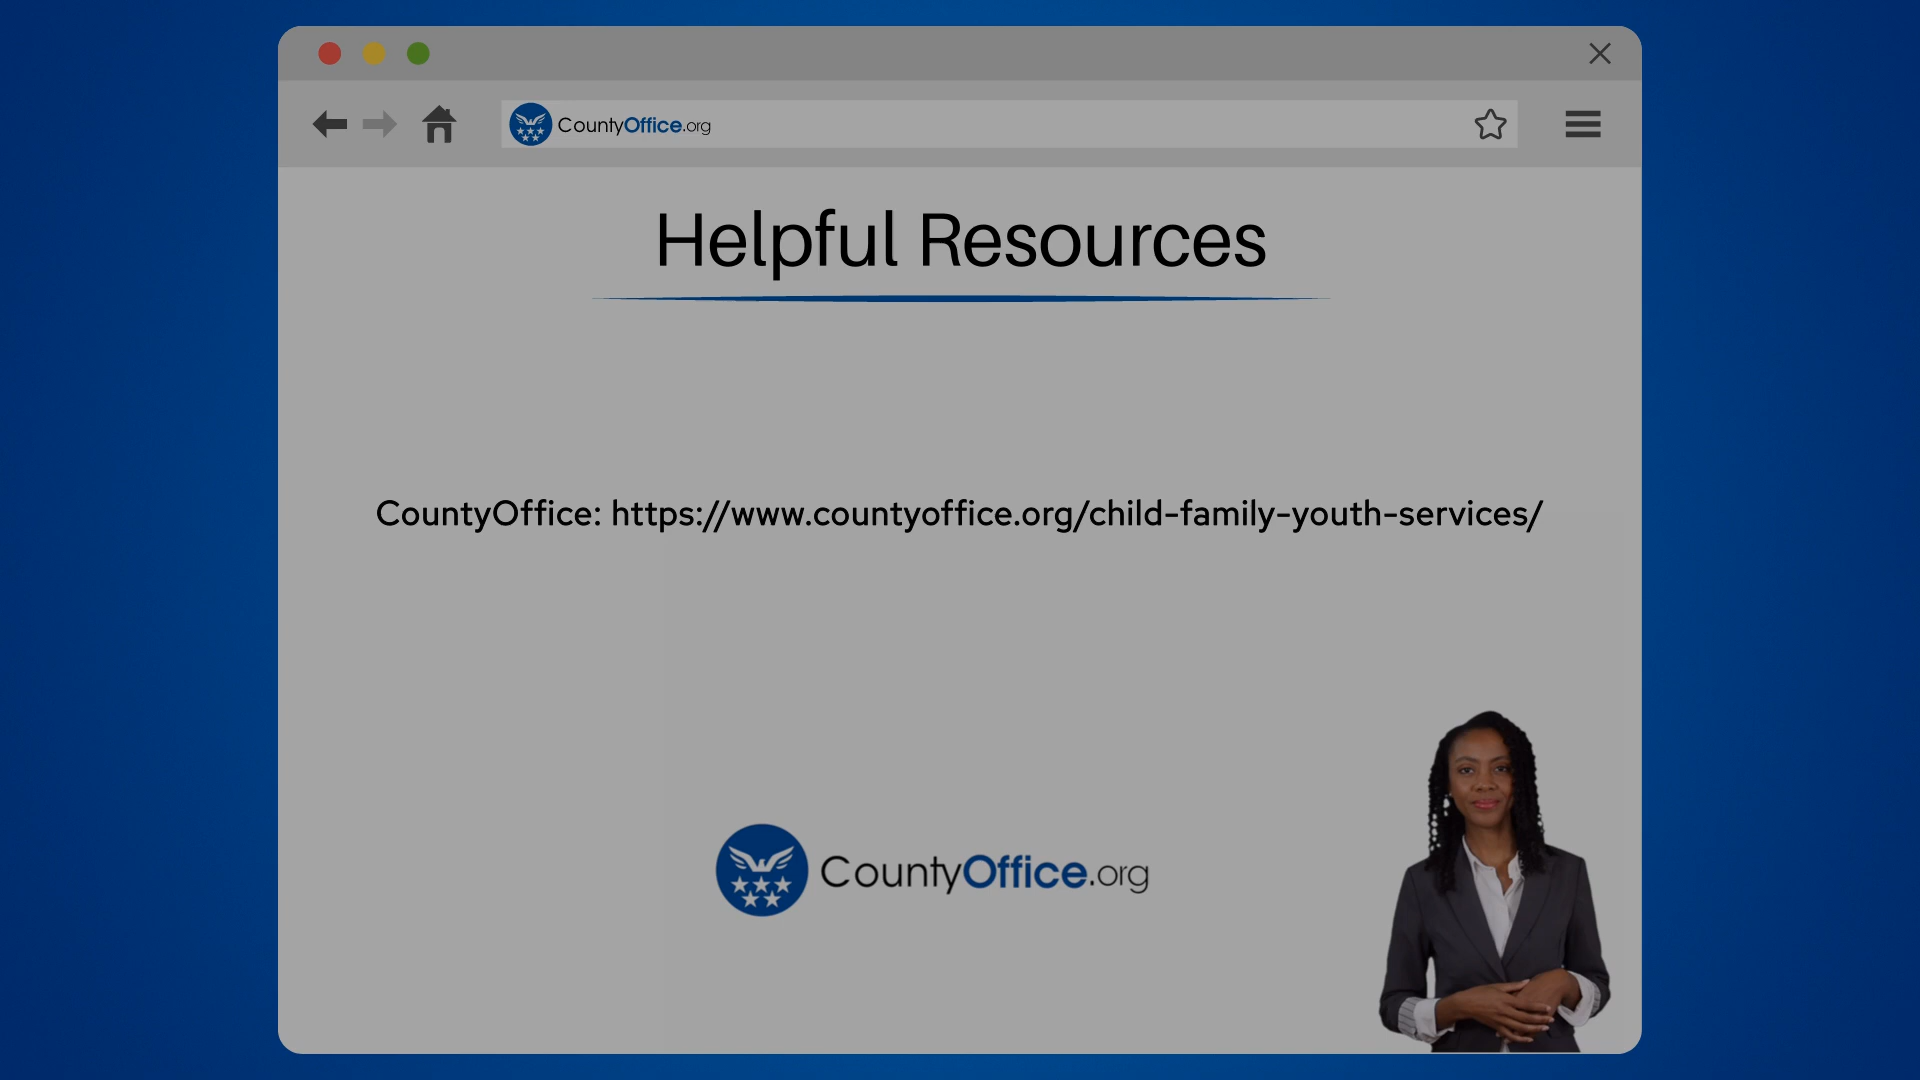 CountyOffice.org
Helpful Resources
CountyOffice: https://www.countyoffice.org/child-family-youth-services/
CountyOffice.org